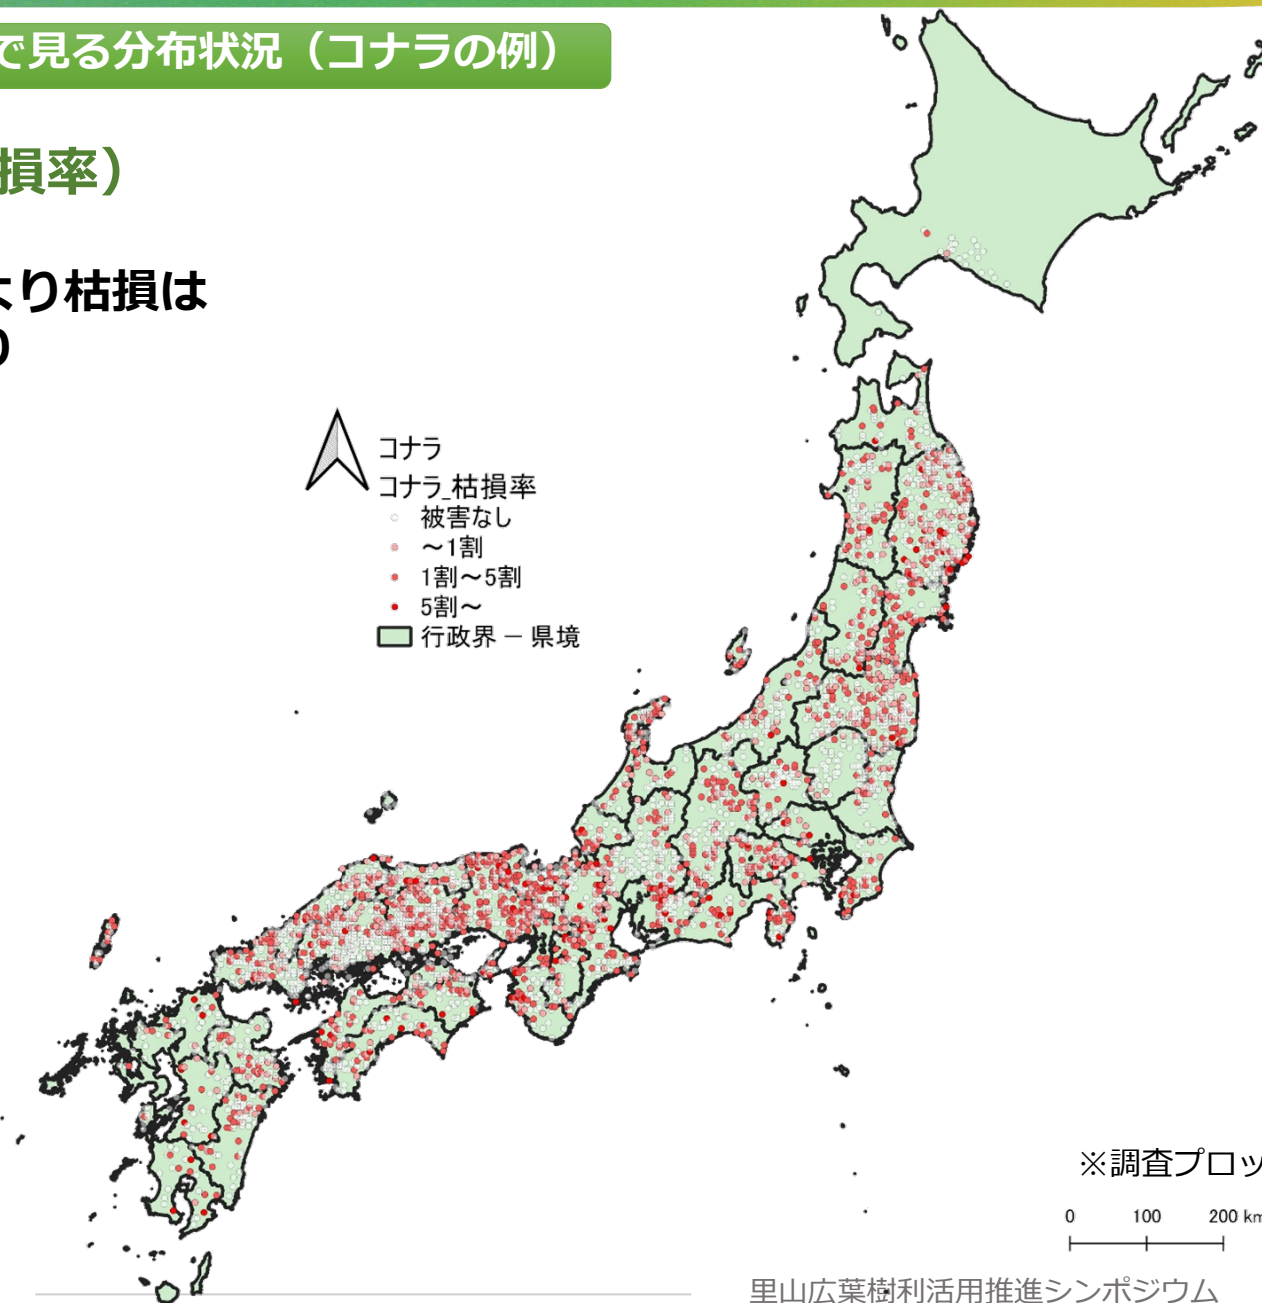 で見る分布状況（コナラの例）
損率）
より枯損は
コナラ
コナラ_枯損率
被害なし
～1割
1割～5割
5割～
行政界 － 県境
※調査プロッ
0 100 200 km
里山広葉樹利活用推進シンポジウム